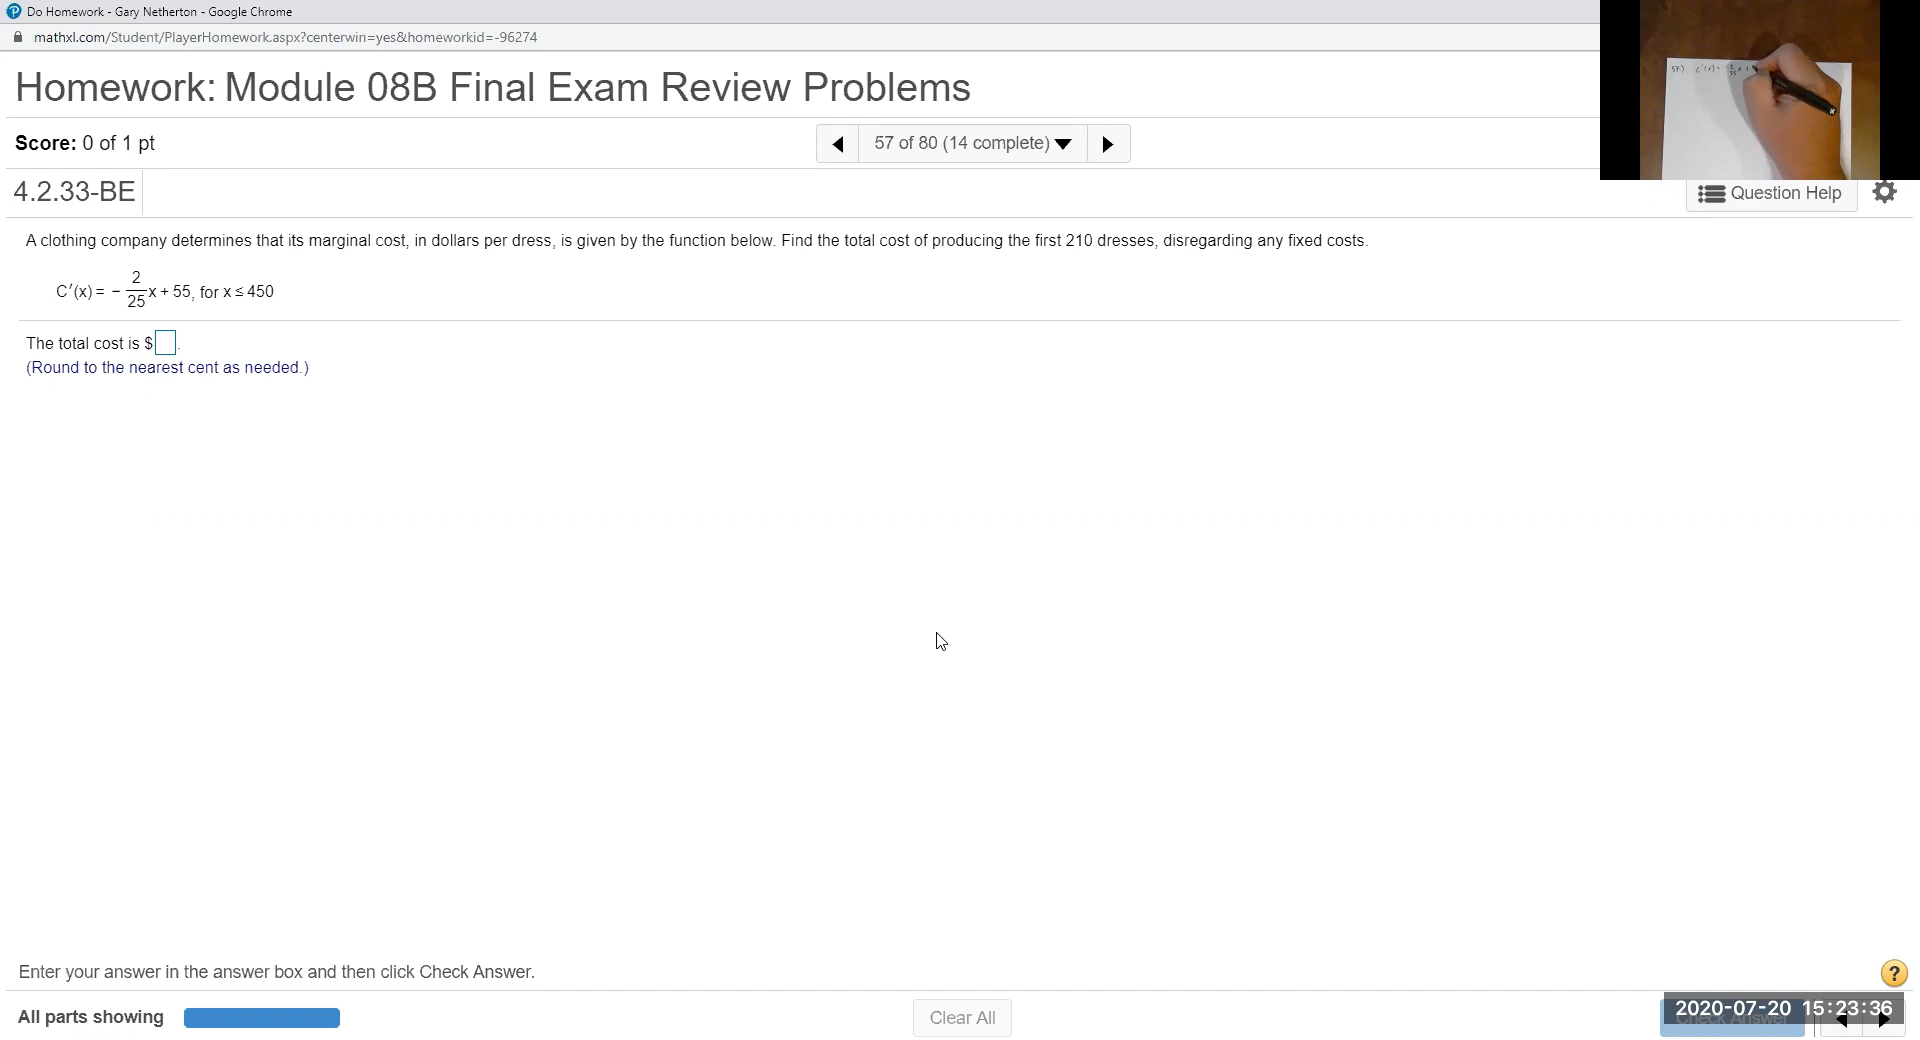 Do Homework - Gary Netherton - Google Chrome
mathxl.com/Student/PlayerHomework.aspx?centerwin=yes&homeworkid=-96274
Homework: Module 08B Final Exam Review Problems
Score: 0 of 1 pt
57 of 80 (14 complete)
4.2.33-BE
Question Help
A clothing company determines that its marginal cost, in dollars per dress, is given by the function below. Find the total cost of producing the first 210 dresses, disregarding any fixed costs.
C′(x) = − 2/25 x + 55, for x ≤ 450
The total cost is $ .
(Round to the nearest cent as needed.)
Enter your answer in the answer box and then click Check Answer.
?
All parts showing
Clear All
Check Answer
2020-07-20 15:23:36